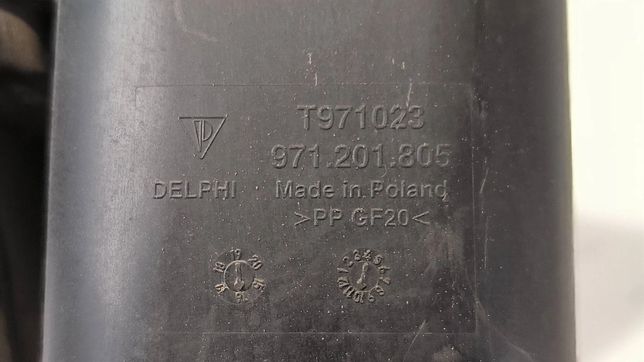 T971023
971.201.805
DELPHI Made in Poland
>PP GF20<